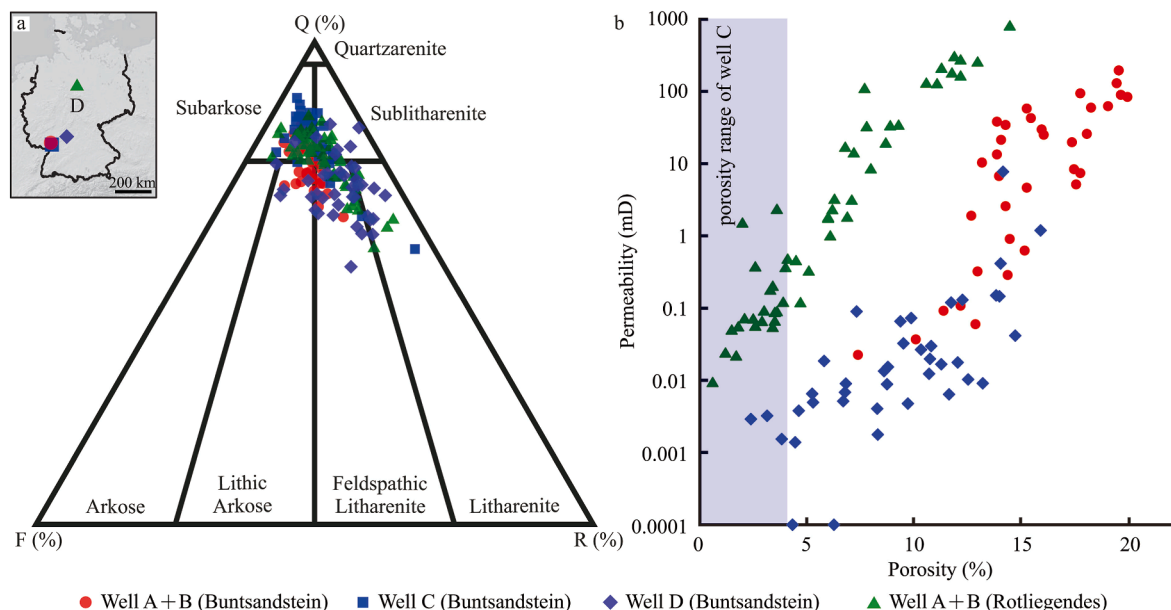 a
D
200 km
Q (%)
Quartzarenite
Subarkose
Sublitharenite
Arkose
Lithic
Arkose
Feldspathic
Litharenite
Litharenite
F (%)
R (%)
b
1000
100
10
1
0.1
0.01
0.001
0.0001
Permeability (mD)
porosity range of well C
0
5
10
15
20
Porosity (%)
Well A+B (Buntsandstein)
Well C (Buntsandstein)
Well D (Buntsandstein)
Well A+B (Rotliegendes)